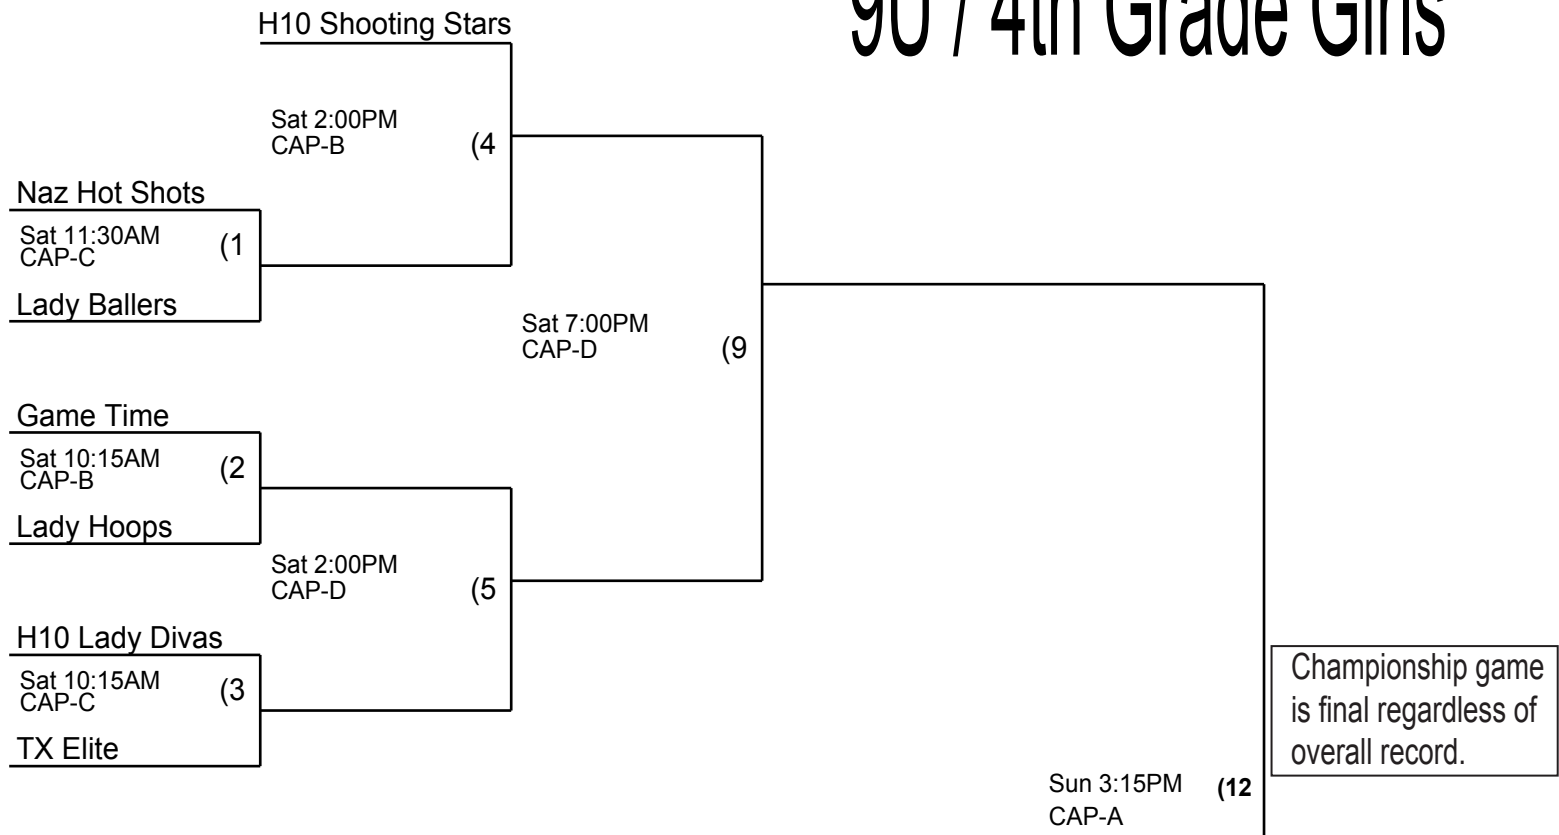 9U / 4th Grade Girls
H10 Shooting Stars
Sat 2:00PM
CAP-B
(4
Naz Hot Shots
Sat 11:30AM
CAP-C
(1
Lady Ballers
Sat 7:00PM
CAP-D
(9
Game Time
Sat 10:15AM
CAP-B
(2
Lady Hoops
Sat 2:00PM
CAP-D
(5
H10 Lady Divas
Sat 10:15AM
CAP-C
(3
TX Elite
Championship game
is final regardless of
overall record.
Sun 3:15PM
CAP-A
(12